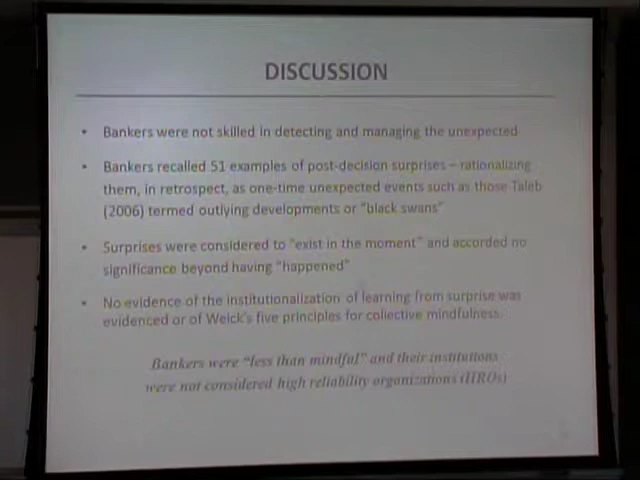 DISCUSSION
• Bankers were not skilled in detecting and managing the unexpected
• Bankers recalled 51 examples of post-decision surprises – rationalizing
them, in retrospect, as one-time unexpected events such as those Taleb
(2006) termed outlying developments or "black swans"
• Surprises were considered to "exist in the moment" and accorded no
significance beyond having "happened"
• No evidence of the institutionalization of learning from surprise was
evidenced or of Weick's five principles for collective mindfulness.
Bankers were "less than mindful" and their institutions
were not considered high reliability organizations (HROs)